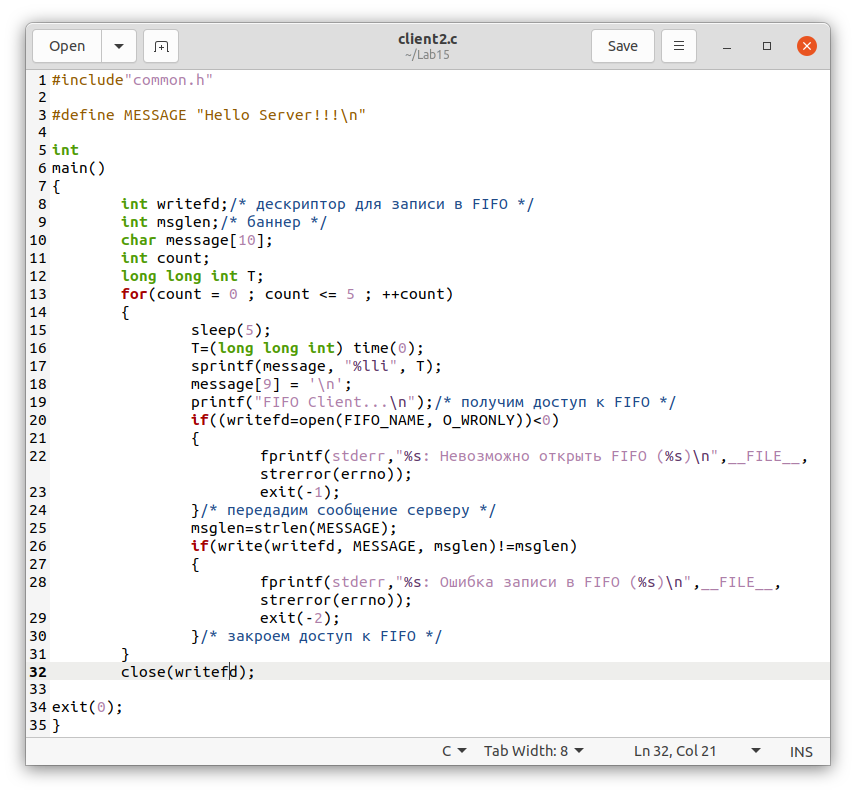 Open
client2.c
~/Lab15
Save
1 #include"common.h"
2
3 #define MESSAGE "Hello Server!!!\n"
4
5 int
6 main()
7 {
8 int writefd;/* дескриптор для записи в FIFO */
9 int msglen;/* баннер */
10 char message[10];
11 int count;
12 long long int T;
13 for(count = 0 ; count <= 5 ; ++count)
14 {
15 sleep(5);
16 T=(long long int) time(0);
17 sprintf(message, "%lli", T);
18 message[9] = '\n';
19 printf("FIFO Client...\n");/* получим доступ к FIFO */
20 if((writefd=open(FIFO_NAME, O_WRONLY))<0)
21 {
22 fprintf(stderr,"%s: Невозможно открыть FIFO (%s)\n",__FILE__,
strerror(errno));
23 exit(-1);
24 }/* передадим сообщение серверу */
25 msglen=strlen(MESSAGE);
26 if(write(writefd, MESSAGE, msglen)!=msglen)
27 {
28 fprintf(stderr,"%s: Ошибка записи в FIFO (%s)\n",__FILE__,
strerror(errno));
29 exit(-2);
30 }/* закроем доступ к FIFO */
31 }
32 close(writefd);
33
34 exit(0);
35 }
C Tab Width: 8 Ln 32, Col 21 INS